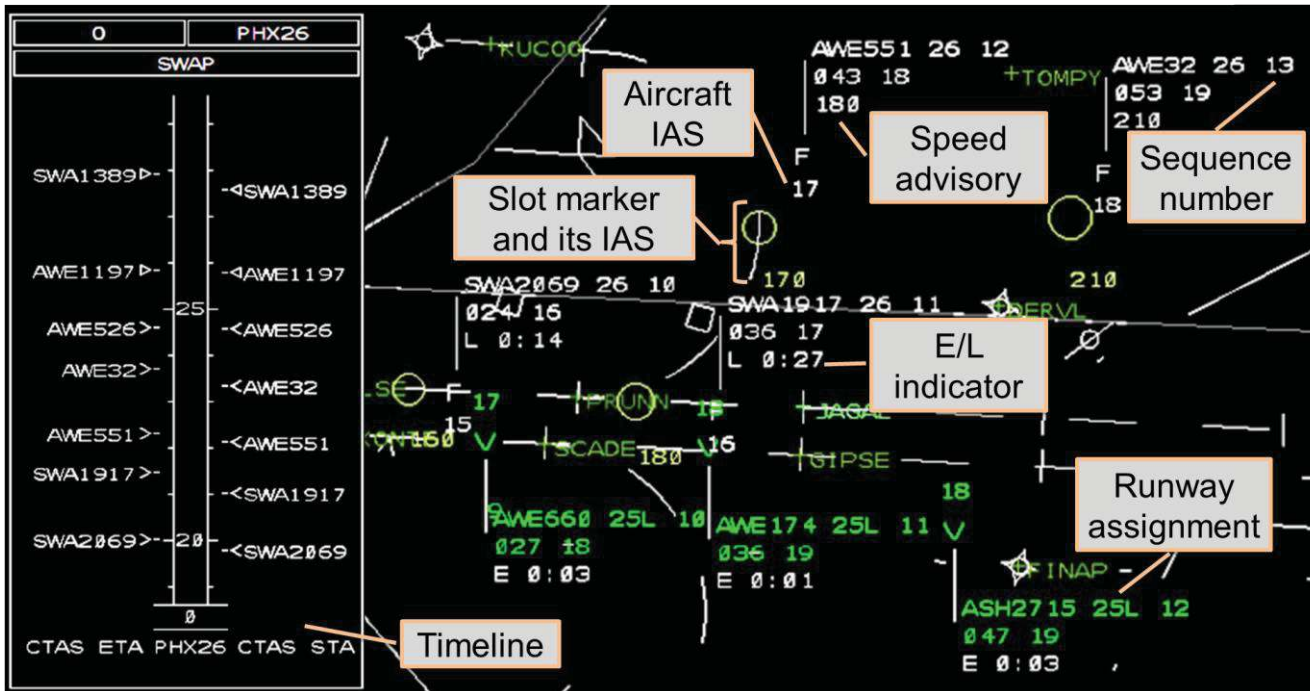 0 PHX26
SWAP
SWA1389
SWA1389
AWE1197
AWE1197
25
AWE526
AWE526
AWE32
AWE32
AWE551
AWE551
SWA1917
SWA1917
SWA2069
20
SWA2069
0
CTAS ETA PHX26 CTAS STA
Timeline
KUCOO
AWE551 26 12
043 18
180
TOMPY
AWE32 26 13
053 19
210
Aircraft
IAS
Speed
advisory
Sequence
number
F
17
F
18
Slot marker
and its IAS
170
210
SWA2069 26 10
024 16
L 0:14
SWA1917 26 11
036 17
L 0:27
DERVL
E/L
indicator
F
15
17
PRUNN
F
16
JAGAL
160
V
SCADE
180
V
GIPSE
AWE660 25L 10
027 18
E 0:03
AWE174 25L 11
036 19
E 0:01
18
V
Runway
assignment
FINAP
ASH2715 25L 12
047 19
E 0:03